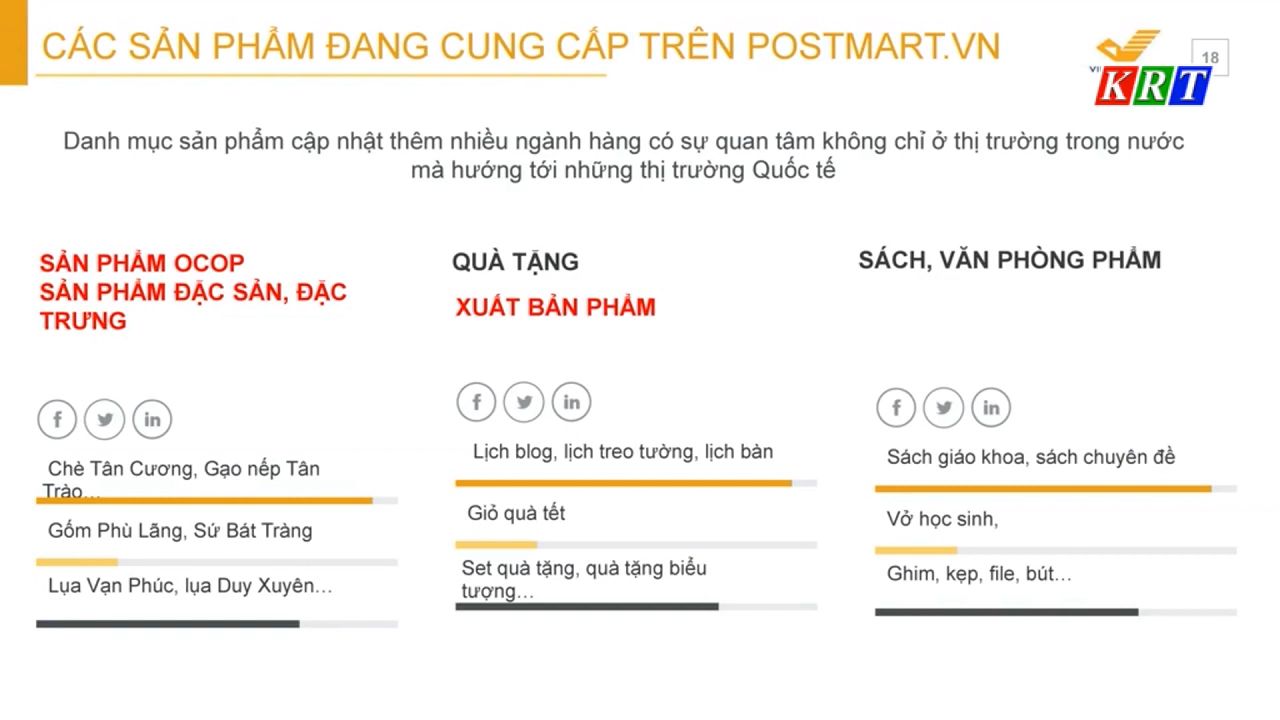 CÁC SẢN PHẨM ĐANG CUNG CẤP TRÊN POSTMART.VN
18
KRT
Danh mục sản phẩm cập nhật thêm nhiều ngành hàng có sự quan tâm không chỉ ở thị trường trong nước
mà hướng tới những thị trường Quốc tế
SẢN PHẨM OCOP
SẢN PHẨM ĐẶC SẢN, ĐẶC
TRƯNG
Chè Tân Cương, Gạo nếp Tân
Trào…
Gốm Phù Lãng, Sứ Bát Tràng
Lụa Vạn Phúc, lụa Duy Xuyên…
QUÀ TẶNG
XUẤT BẢN PHẨM
Lịch blog, lịch treo tường, lịch bàn
Giỏ quà tết
Set quà tặng, quà tặng biểu
tượng…
SÁCH, VĂN PHÒNG PHẨM
Sách giáo khoa, sách chuyên đề
Vở học sinh,
Ghim, kẹp, file, bút…